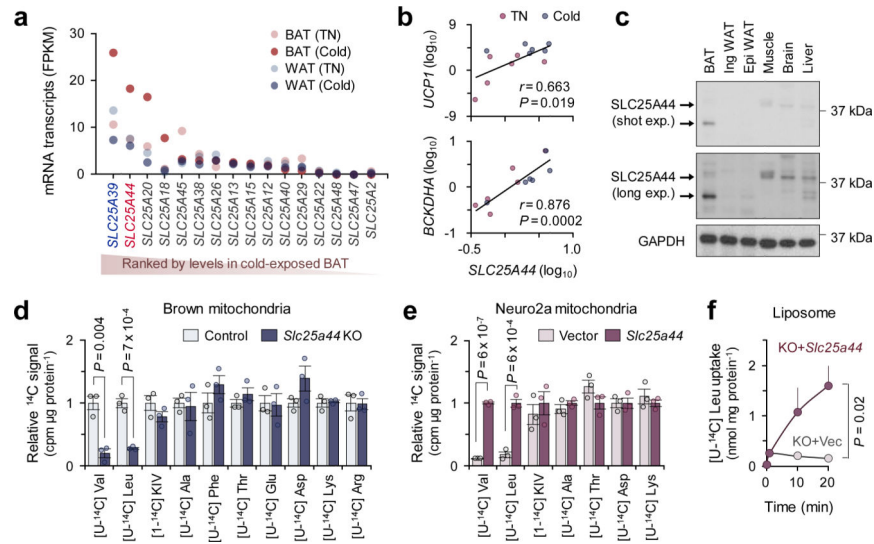 a
mRNA transcripts (FPKM)
30
20
10
0
BAT (TN)
BAT (Cold)
WAT (TN)
WAT (Cold)
SLC25A39
SLC25A44
SLC25A20
SLC25A18
SLC25A45
SLC25A38
SLC25A26
SLC25A13
SLC25A15
SLC25A12
SLC25A40
SLC25A29
SLC25A22
SLC25A48
SLC25A47
SLC25A2
Ranked by levels in cold-exposed BAT
b
TN
Cold
UCP1 (log10)
9
0
-9
r = 0.663
P = 0.019
BCKDHA (log10)
1
0
-1
r = 0.876
P = 0.0002
-0.5
1.0
SLC25A44 (log10)
c
BAT
Ing WAT
Epi WAT
Muscle
Brain
Liver
SLC25A44
(shot exp.)
37 kDa
SLC25A44
(long exp.)
37 kDa
GAPDH
37 kDa
d
Brown mitochondria
Control
Slc25a44 KO
P = 0.004
P = 7 x 10-4
Relative 14C signal
(cpm µg protein-1)
2
1
0
[U-14C] Val
[U-14C] Leu
[1-14C] KIV
[U-14C] Ala
[U-14C] Phe
[U-14C] Thr
[U-14C] Glu
[U-14C] Asp
[U-14C] Lys
[U-14C] Arg
e
Neuro2a mitochondria
Vector
Slc25a44
P = 6 x 10-7
P = 6 x 10-4
Relative 14C signal
(cpm µg protein-1)
2
1
0
[U-14C] Val
[U-14C] Leu
[1-14C] KIV
[U-14C] Ala
[U-14C] Thr
[U-14C] Asp
[U-14C] Lys
f
Liposome
KO+Slc25a44
KO+Vec
P = 0.02
[U-14C] Leu uptake
(nmol mg protein-1)
2
1
0
0
10
20
Time (min)